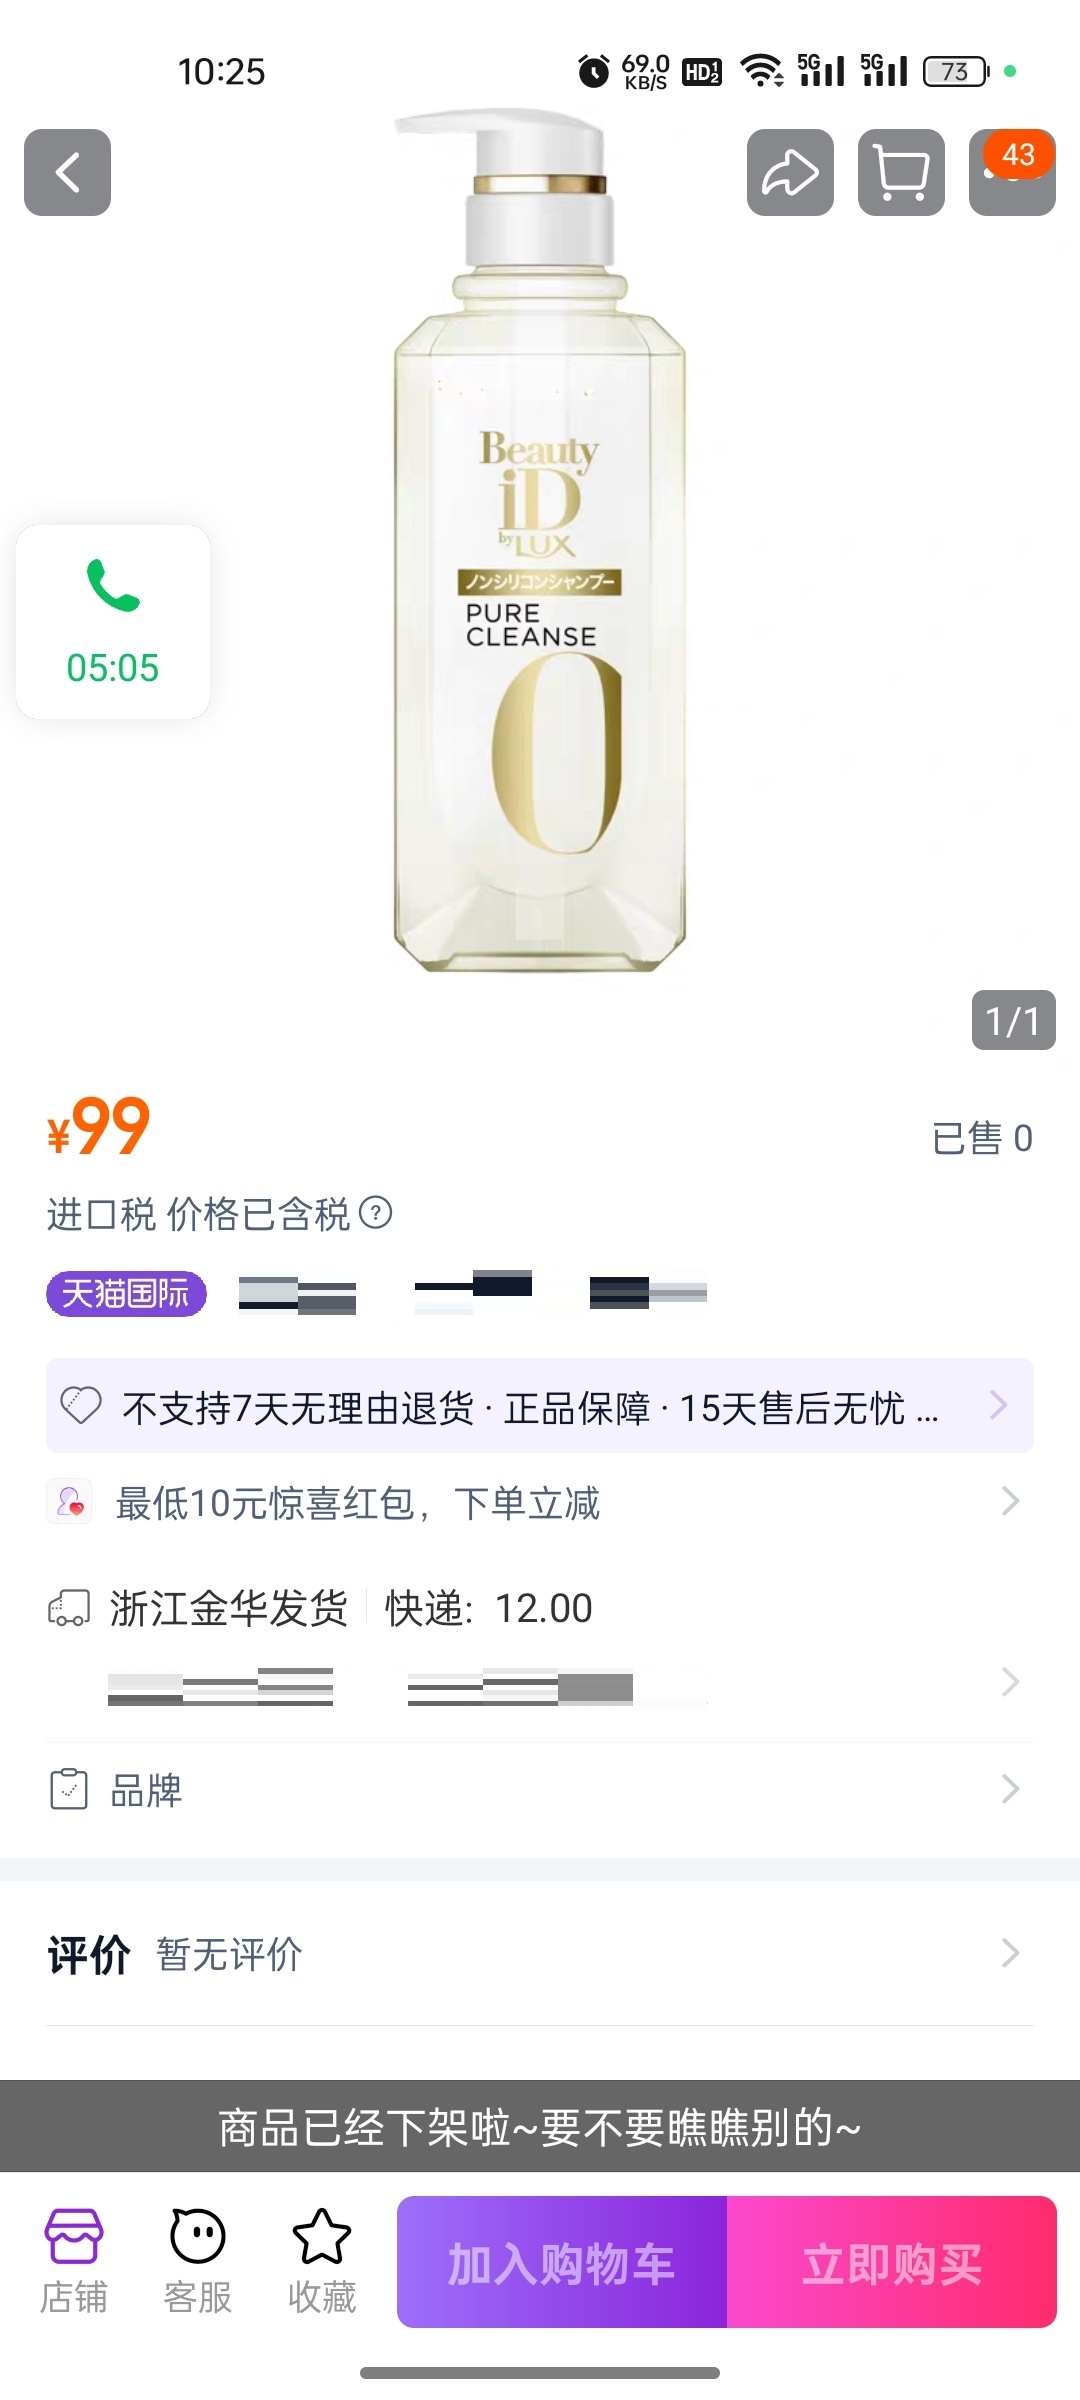 10:25
69.0
KB/S
HD 1 2
5G
5G
73
43
Beauty
iD
by LUX
ノンシリコンシャンプー
PURE
CLEANSE
0
05:05
1/1
¥99
已售 0
进口税 价格已含税 ?
天猫国际
不支持7天无理由退货 · 正品保障 · 15天售后无忧 ...
最低10元惊喜红包，下单立减
浙江金华发货 快递: 12.00
品牌
评价 暂无评价
商品已经下架啦~要不要瞧瞧别的~
加入购物车 立即购买
店铺 客服 收藏